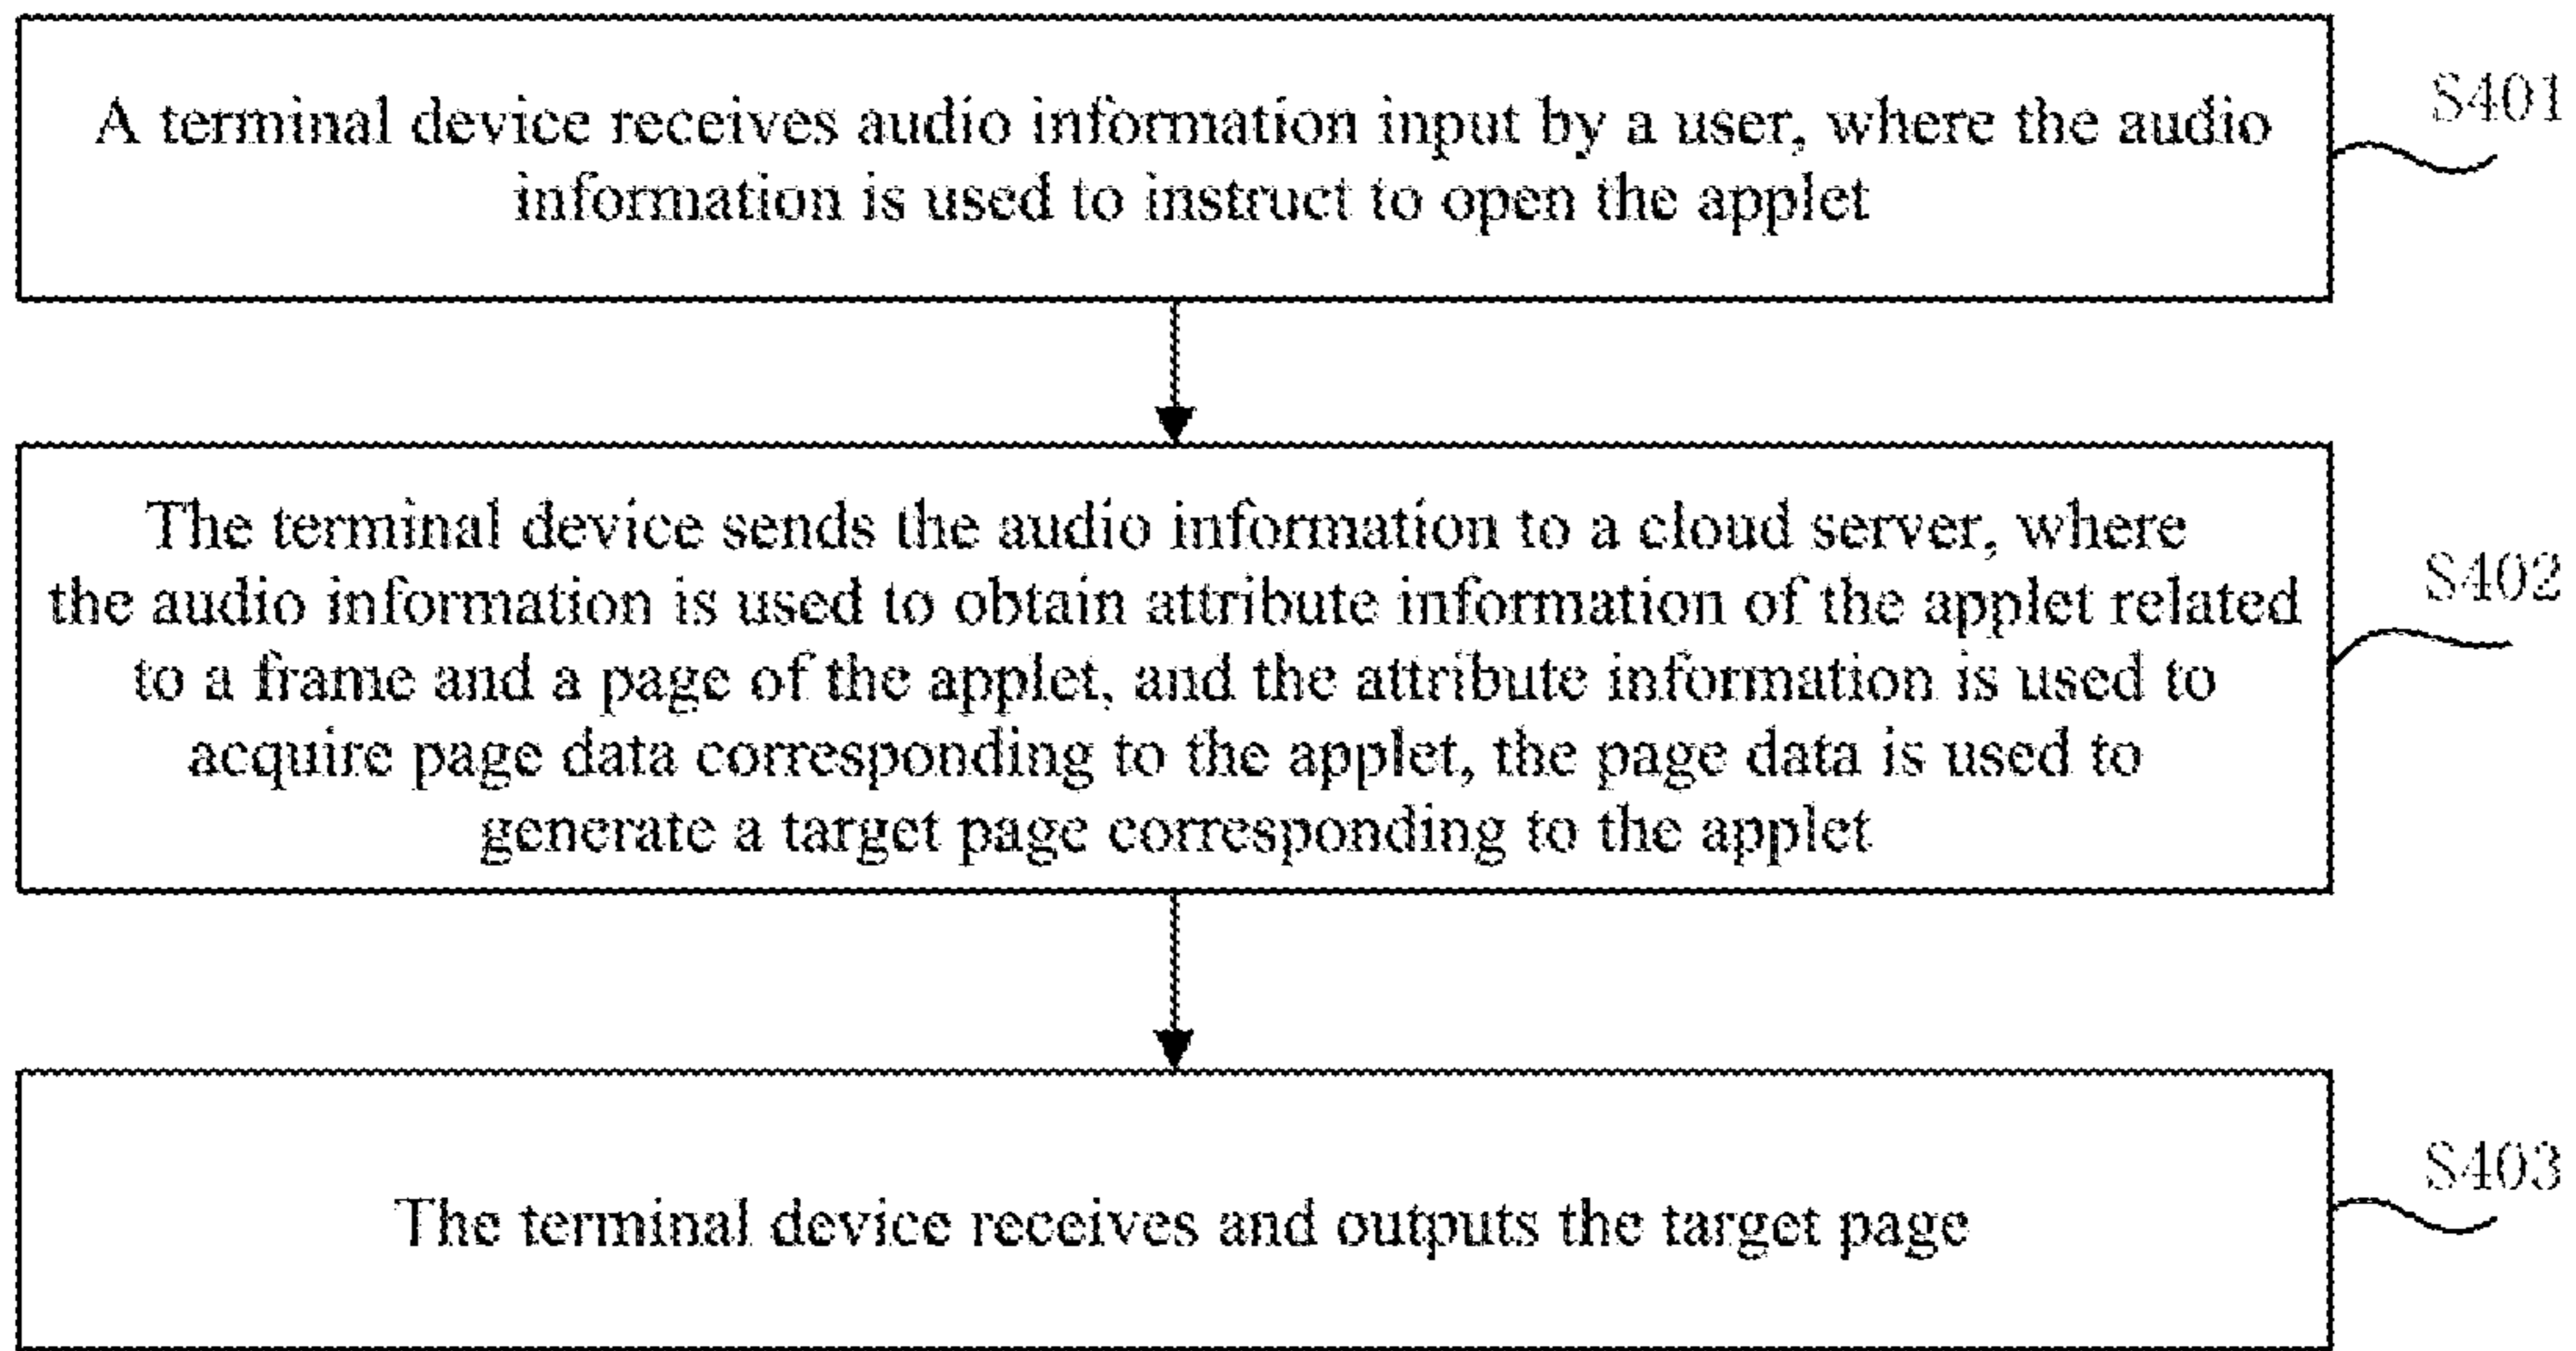 A terminal device receives audio information input by a user, where the audio
information is used to instruct to open the applet
S401
The terminal device sends the audio information to a cloud server, where
the audio information is used to obtain attribute information of the applet related
to a frame and a page of the applet, and the attribute information is used to
acquire page data corresponding to the applet, the page data is used to
generate a target page corresponding to the applet
S402
The terminal device receives and outputs the target page
S403